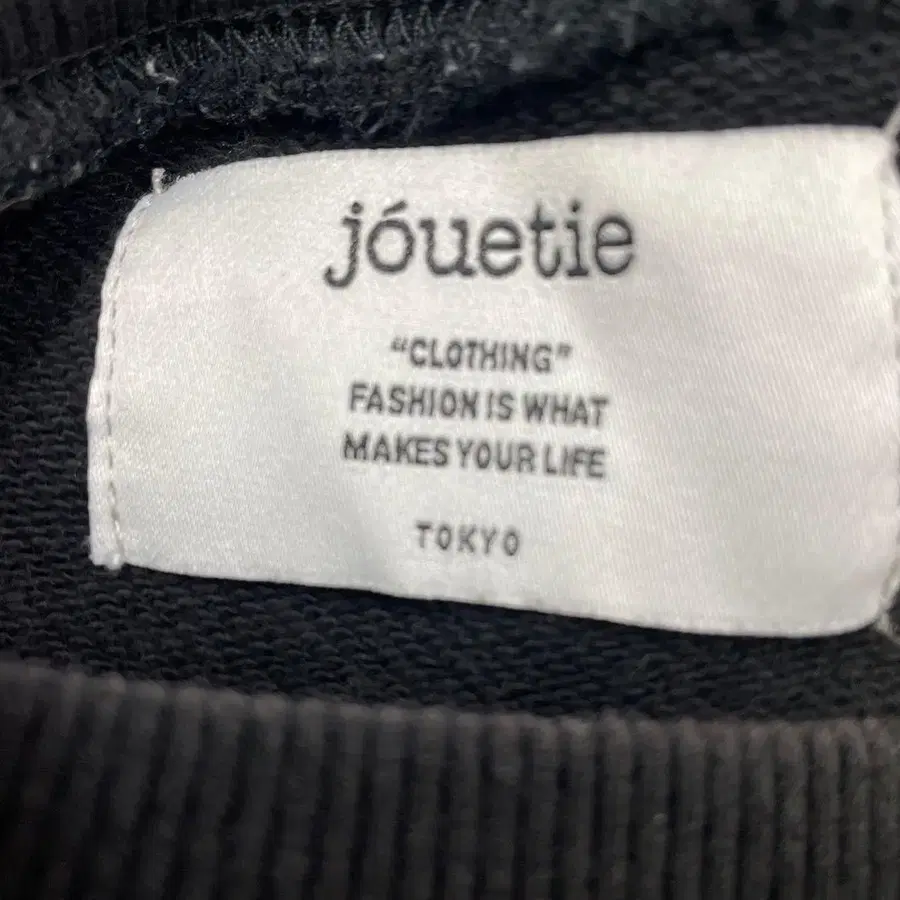 jóuetie
“CLOTHING”
FASHION IS WHAT
MAKES YOUR LIFE
TOKYO